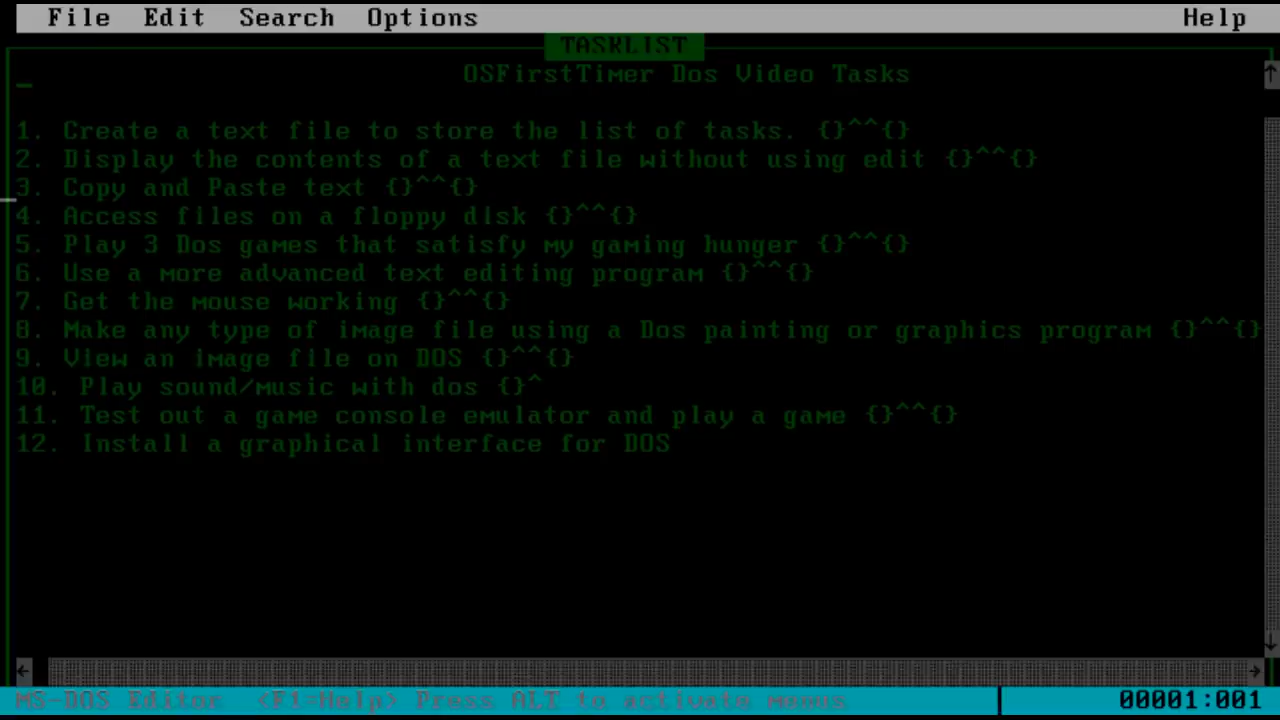 File Edit Search Options Help
TASKLIST
OSFirstTimer Dos Video Tasks
1. Create a text file to store the list of tasks. {}^^{}
2. Display the contents of a text file without using edit {}^^{}
3. Copy and Paste text {}^^{}
4. Access files on a floppy disk {}^^{}
5. Play 3 Dos games that satisfy my gaming hunger {}^^{}
6. Use a more advanced text editing program {}^^{}
7. Get the mouse working {}^^{}
8. Make any type of image file using a Dos painting or graphics program {}^^{}
9. View an image file on DOS {}^^{}
10. Play sound/music with dos {}^
11. Test out a game console emulator and play a game {}^^{}
12. Install a graphical interface for DOS
MS-DOS Editor <F1=Help> Press ALT to activate menus 00001:001